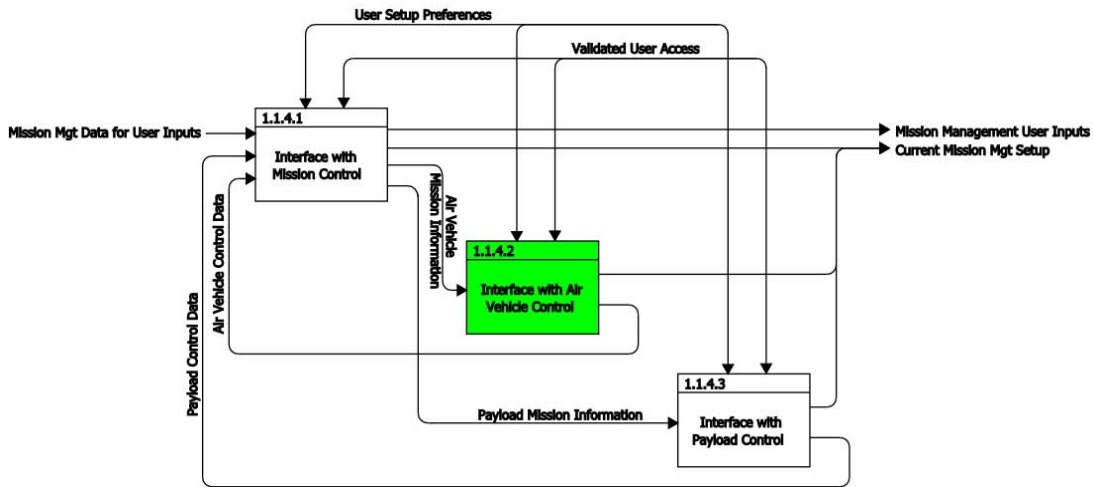 User Setup Preferences
Validated User Access
1.1.4.1
Mission Mgt Data for User Inputs
Interface with
Mission Control
Mission Management User Inputs
Current Mission Mgt Setup
Air Vehicle
Mission Information
Air Vehicle Control Data
Payload Control Data
1.1.4.2
Interface with Air
Vehicle Control
1.1.4.3
Payload Mission Information
Interface with
Payload Control